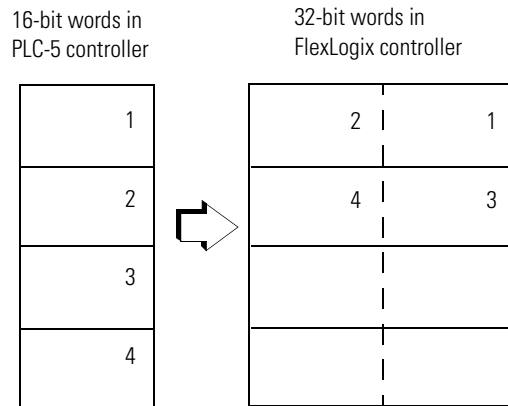 16-bit words in
PLC-5 controller
32-bit words in
FlexLogix controller
1
2
3
4
2 1
4 3